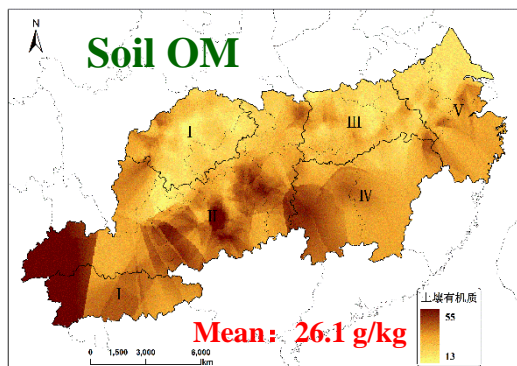 N
Soil OM
I
III
V
II
IV
I
土壤有机质
55
13
Mean：26.1 g/kg
0 1,500 3,000 6,000
km